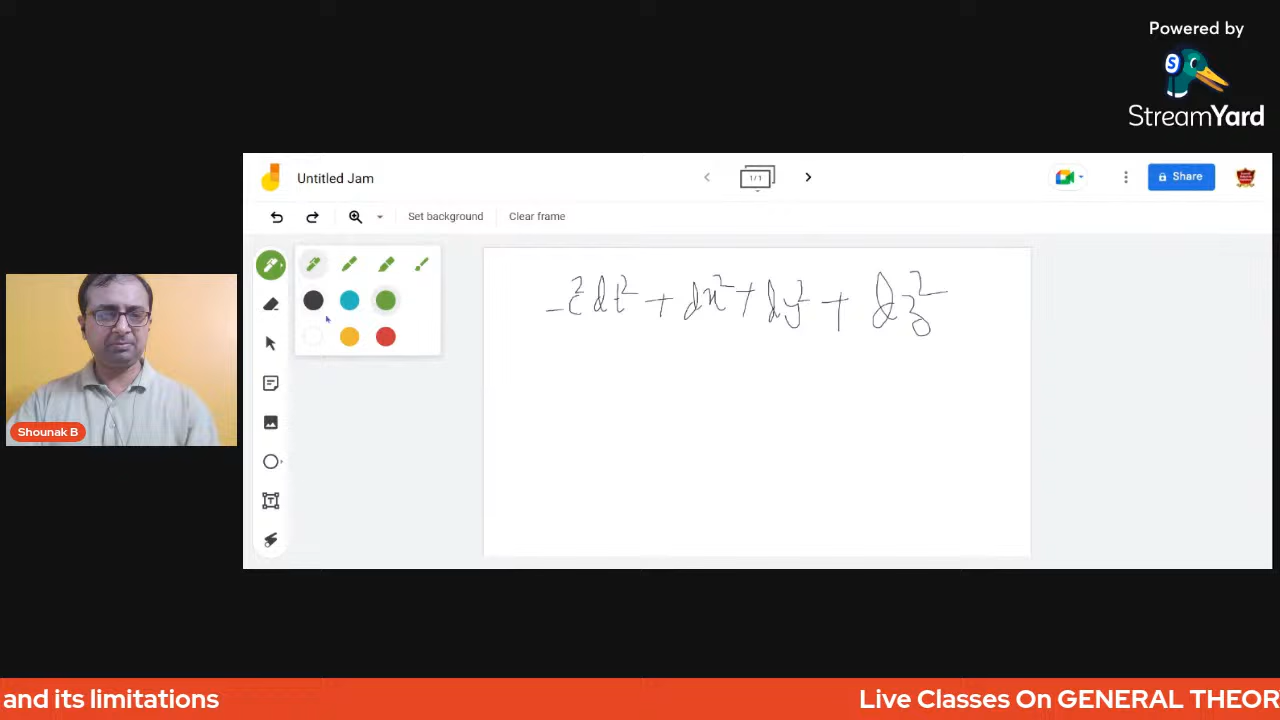 Powered by
S
StreamYard
Untitled Jam
1/1
Share
Set background
Clear frame
-c²dt² + dx² + dy² + dz²
T
Shounak B
and its limitations
Live Classes On GENERAL THEOR